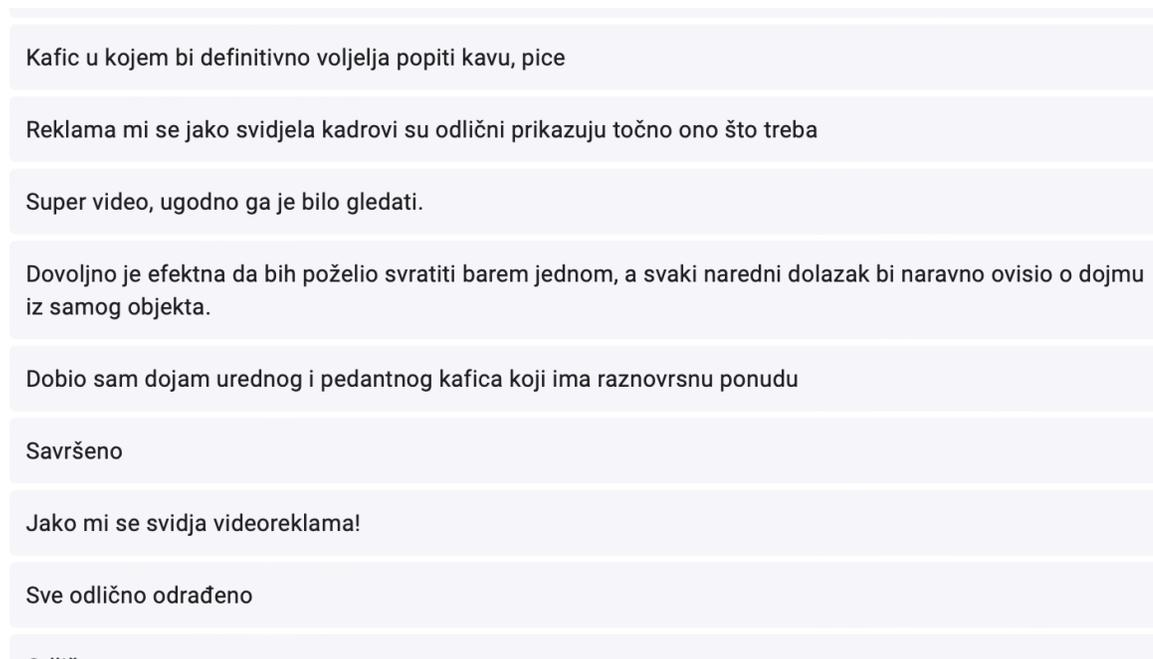 Kafic u kojem bi definitivno voljelja popiti kavu, pice
Reklama mi se jako svidjela kadrovi su odlični prikazuju točno ono što treba
Super video, ugodno ga je bilo gledati.
Dovoljno je efektna da bih poželio svratiti barem jednom, a svaki naredni dolazak bi naravno ovisio o dojmu
iz samog objekta.
Dobio sam dojam urednog i pedantnog kafica koji ima raznovrsnu ponudu
Savršeno
Jako mi se svidja videoreklama!
Sve odlično odrađeno